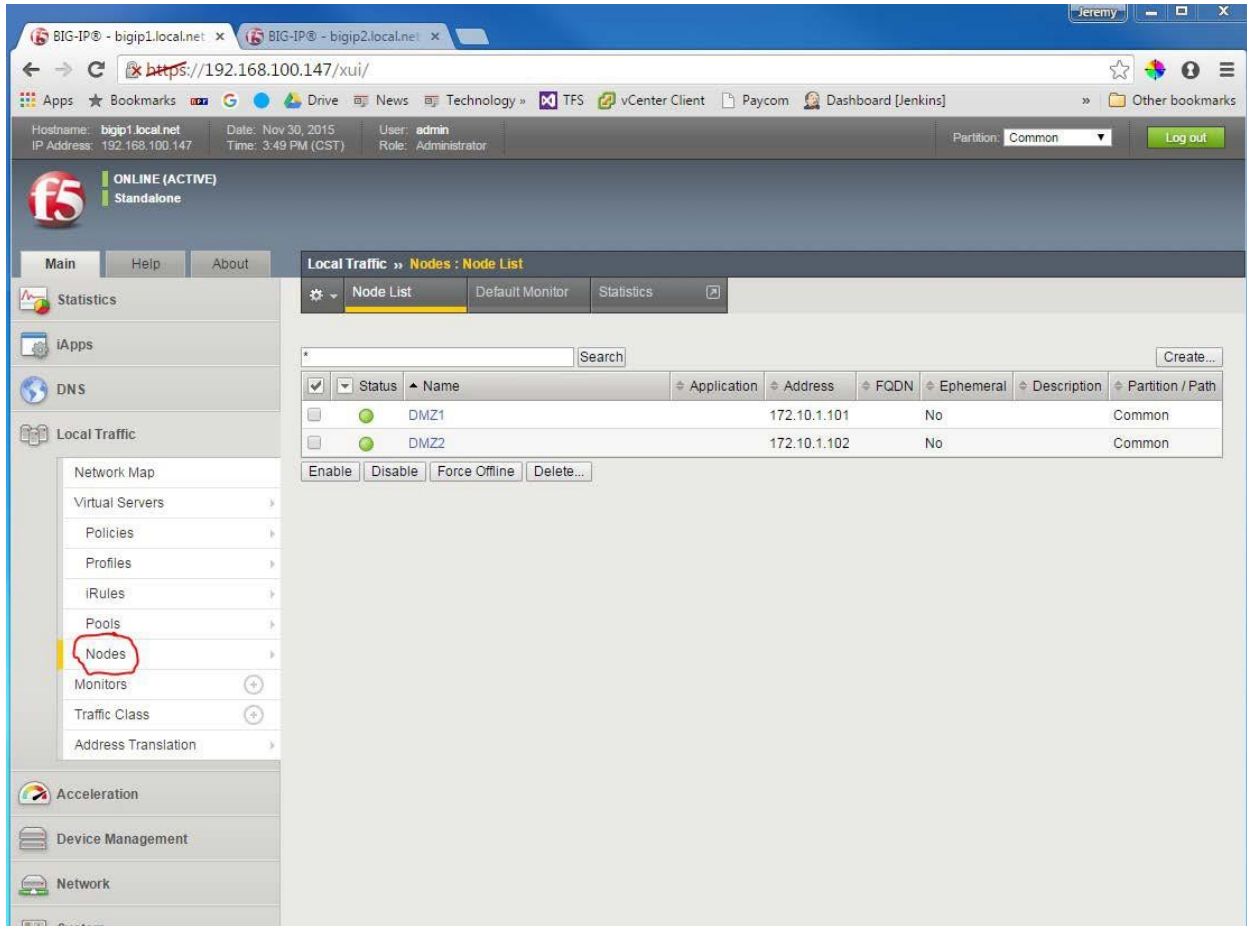 Jeremy
BIG-IP® - bigip1.local.net
BIG-IP® - bigip2.local.net
https://192.168.100.147/xui/
Apps Bookmarks Drive News Technology » TFS vCenter Client Paycom Dashboard [Jenkins] » Other bookmarks
Hostname: bigip1.local.net Date: Nov 30, 2015 User: admin
IP Address: 192.168.100.147 Time: 3:49 PM (CST) Role: Administrator
Partition: Common Log out
f5
ONLINE (ACTIVE)
Standalone
Main Help About
Local Traffic » Nodes : Node List
Node List Default Monitor Statistics
Statistics
iApps
DNS
Local Traffic
Network Map
Virtual Servers
Policies
Profiles
iRules
Pools
Nodes
Monitors
Traffic Class
Address Translation
Acceleration
Device Management
Network
* Search Create...
Status Name Application Address FQDN Ephemeral Description Partition / Path
DMZ1 172.10.1.101 No Common
DMZ2 172.10.1.102 No Common
Enable Disable Force Offline Delete...